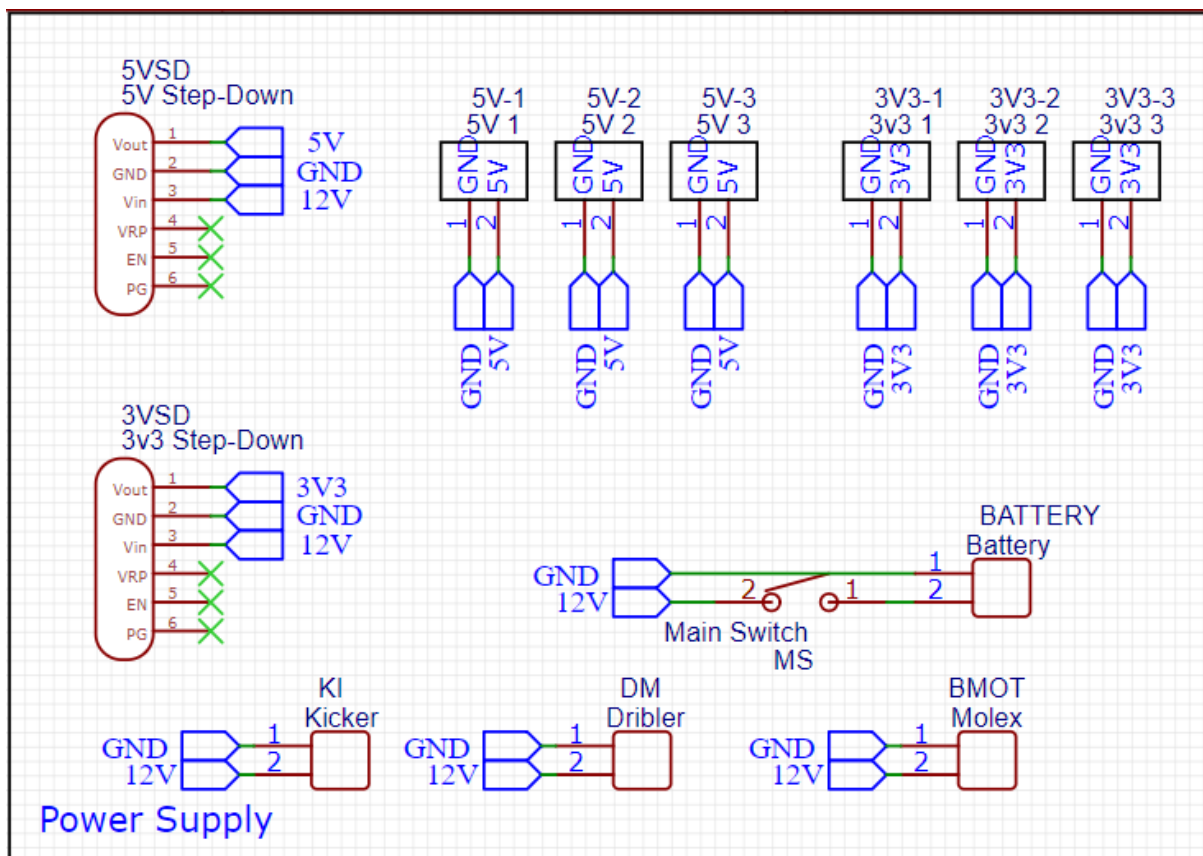 5VSD
5V Step-Down
Vout 1 5V
GND 2 GND
Vin 3 12V
VRP 4
EN 5
PG 6
5V-1 5V-2 5V-3 3V3-1 3V3-2 3V3-3
5V 1 5V 2 5V 3 3v3 1 3v3 2 3v3 3
GND 5V GND 5V GND 5V GND 3V3 GND 3V3 GND 3V3
1 2 1 2 1 2 1 2 1 2 1 2
GND 5V GND 5V GND 5V GND 3V3 GND 3V3 GND 3V3
3VSD
3v3 Step-Down
Vout 1 3V3
GND 2 GND
Vin 3 12V
VRP 4
EN 5
PG 6
BATTERY
Battery
GND 1
12V 2 1 2
Main Switch
MS
KI
Kicker
GND 1
12V 2
DM
Dribler
GND 1
12V 2
BMOT
Molex
GND 1
12V 2
Power Supply